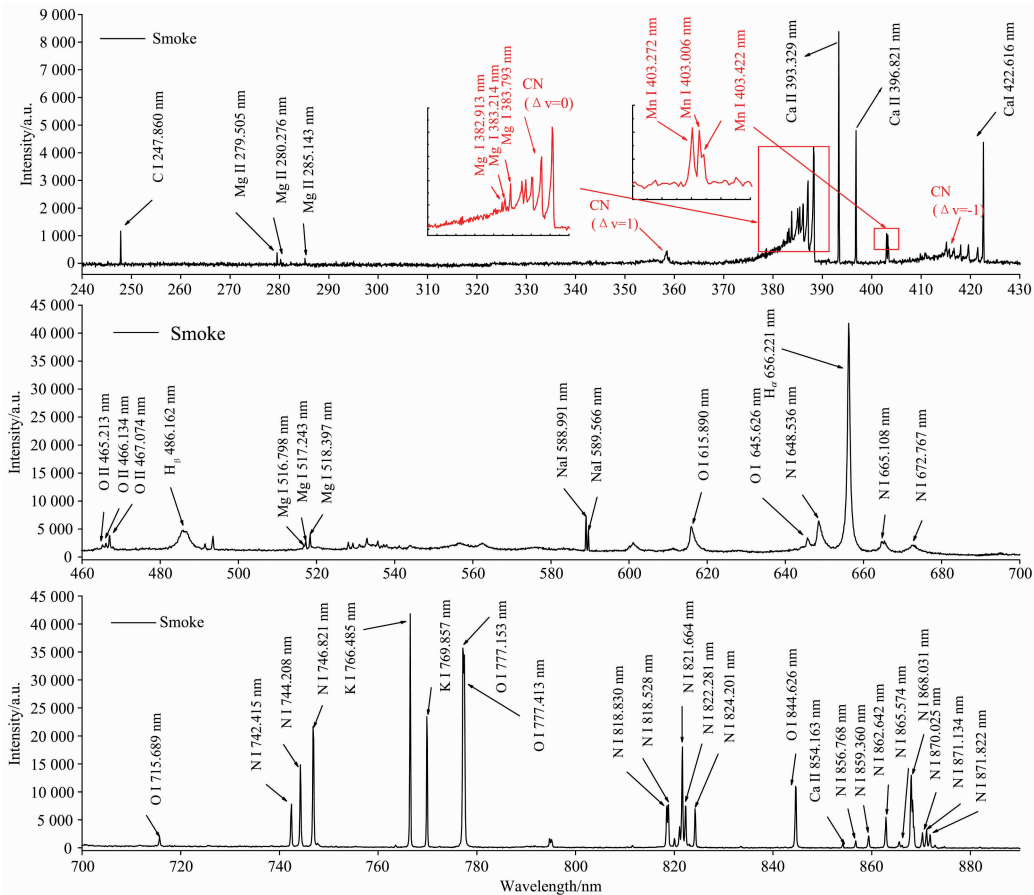 Intensity/a.u.
9 000
8 000
7 000
6 000
5 000
4 000
3 000
2 000
1 000
0
Smoke
C I 247.860 nm
Mg II 279.505 nm
Mg II 280.276 nm
Mg II 285.143 nm
Mg I 382.913 nm
Mg I 383.214 nm
Mg I 383.793 nm
CN
(Δv=0)
CN
(Δv=1)
Mn I 403.272 nm
Mn I 403.006 nm
Mn I 403.422 nm
Ca II 393.329 nm
Ca II 396.821 nm
CaI 422.616 nm
CN
(Δv=-1)
240 250 260 270 280 290 300 310 320 330 340 350 360 370 380 390 400 410 420 430
Intensity/a.u.
45 000
40 000
35 000
30 000
25 000
20 000
15 000
10 000
5 000
0
Smoke
O II 465.213 nm
O II 466.134 nm
O II 467.074 nm
Hβ 486.162 nm
Mg I 516.798 nm
Mg I 517.243 nm
Mg I 518.397 nm
NaI 588.991 nm
NaI 589.566 nm
O I 615.890 nm
O I 645.626 nm
N I 648.536 nm
Hα 656.221 nm
N I 665.108 nm
N I 672.767 nm
460 480 500 520 540 560 580 600 620 640 660 680 700
Intensity/a.u.
45 000
40 000
35 000
30 000
25 000
20 000
15 000
10 000
5 000
0
Smoke
O I 715.689 nm
N I 742.415 nm
N I 744.208 nm
N I 746.821 nm
K I 766.485 nm
K I 769.857 nm
O I 777.153 nm
O I 777.413 nm
N I 818.830 nm
N I 818.528 nm
N I 821.664 nm
N I 822.281 nm
N I 824.201 nm
O I 844.626 nm
Ca II 854.163 nm
N I 856.768 nm
N I 859.360 nm
N I 862.642 nm
N I 865.574 nm
N I 868.031 nm
N I 870.025 nm
N I 871.134 nm
N I 871.822 nm
700 720 740 760 780 800 820 840 860 880
Wavelength/nm